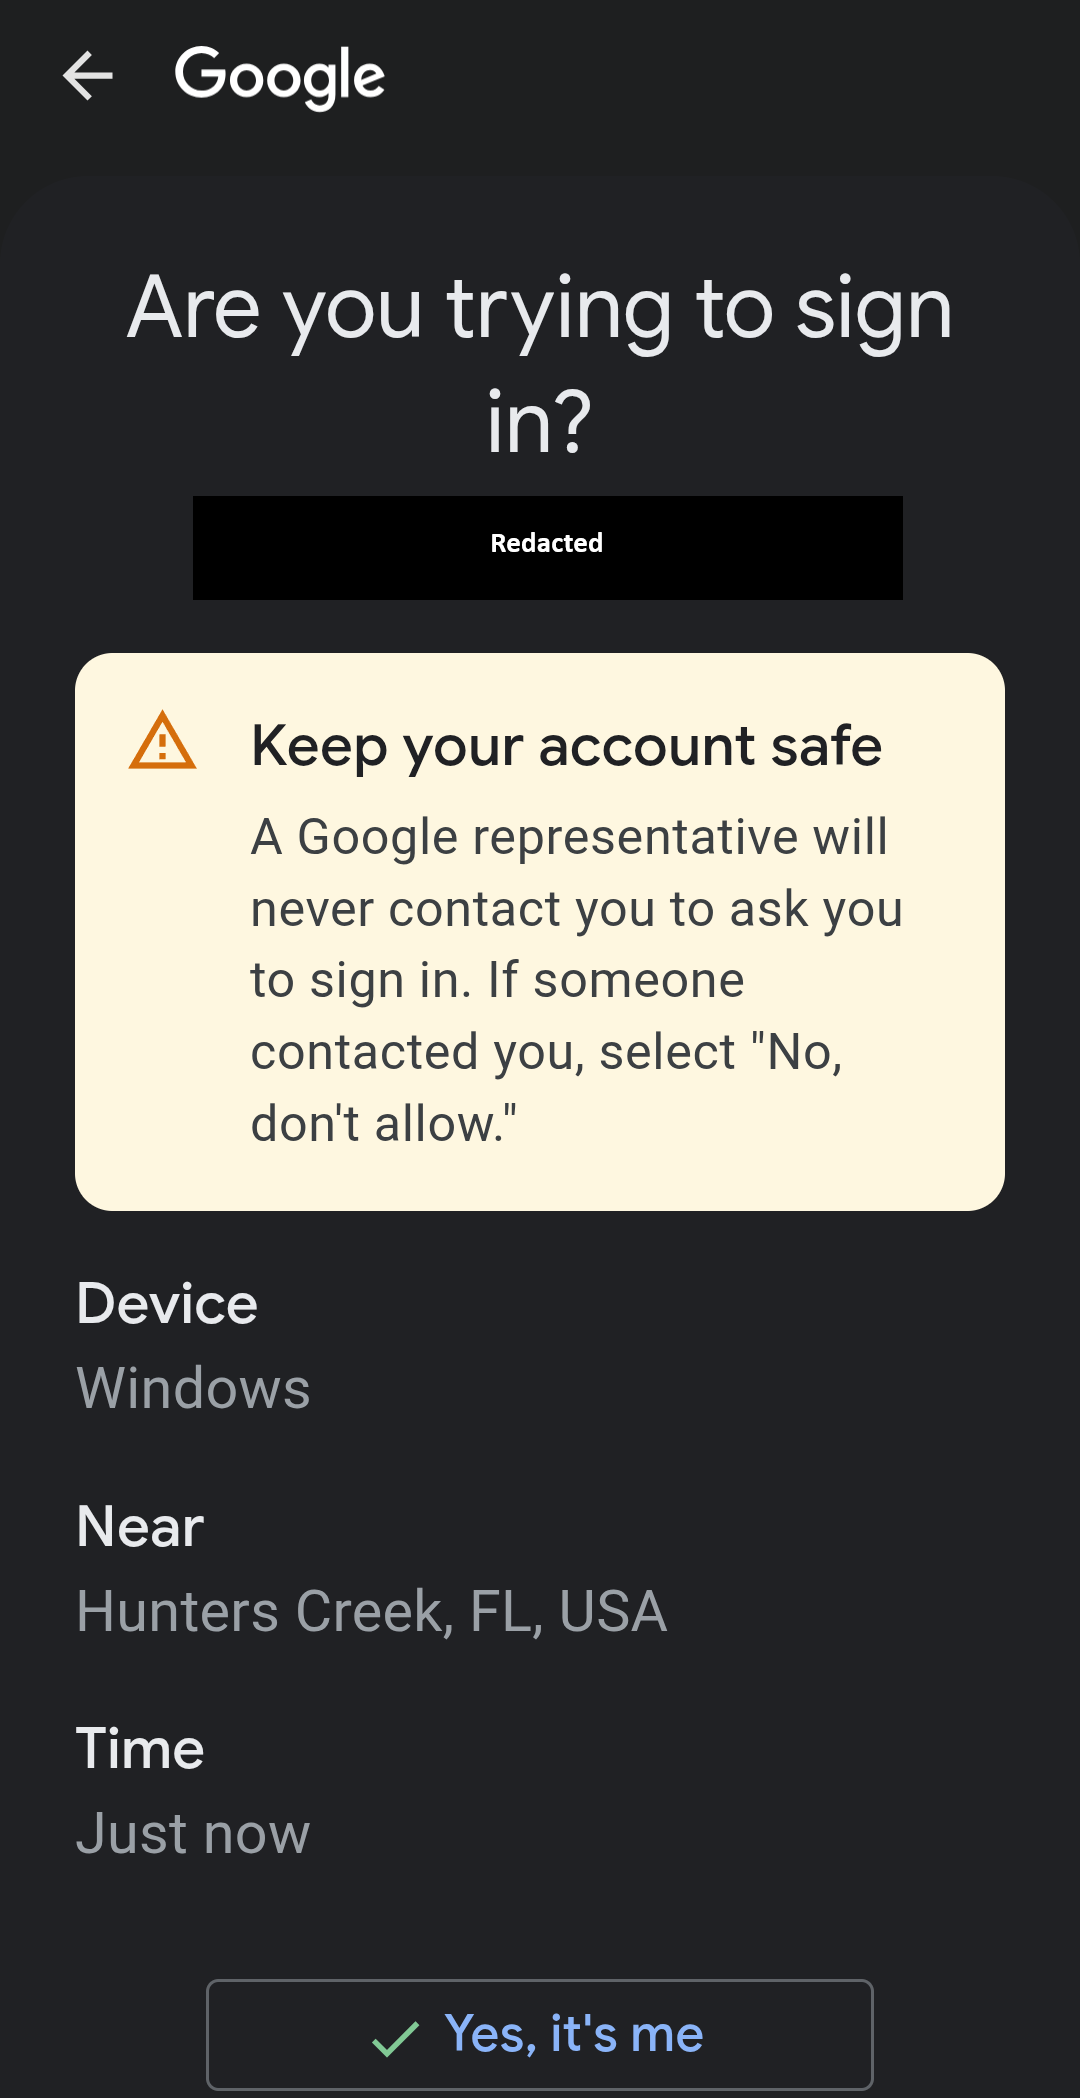 Google
Are you trying to sign
in?
Redacted
Keep your account safe
A Google representative will
never contact you to ask you
to sign in. If someone
contacted you, select "No,
don't allow."
Device
Windows
Near
Hunters Creek, FL, USA
Time
Just now
Yes, it's me